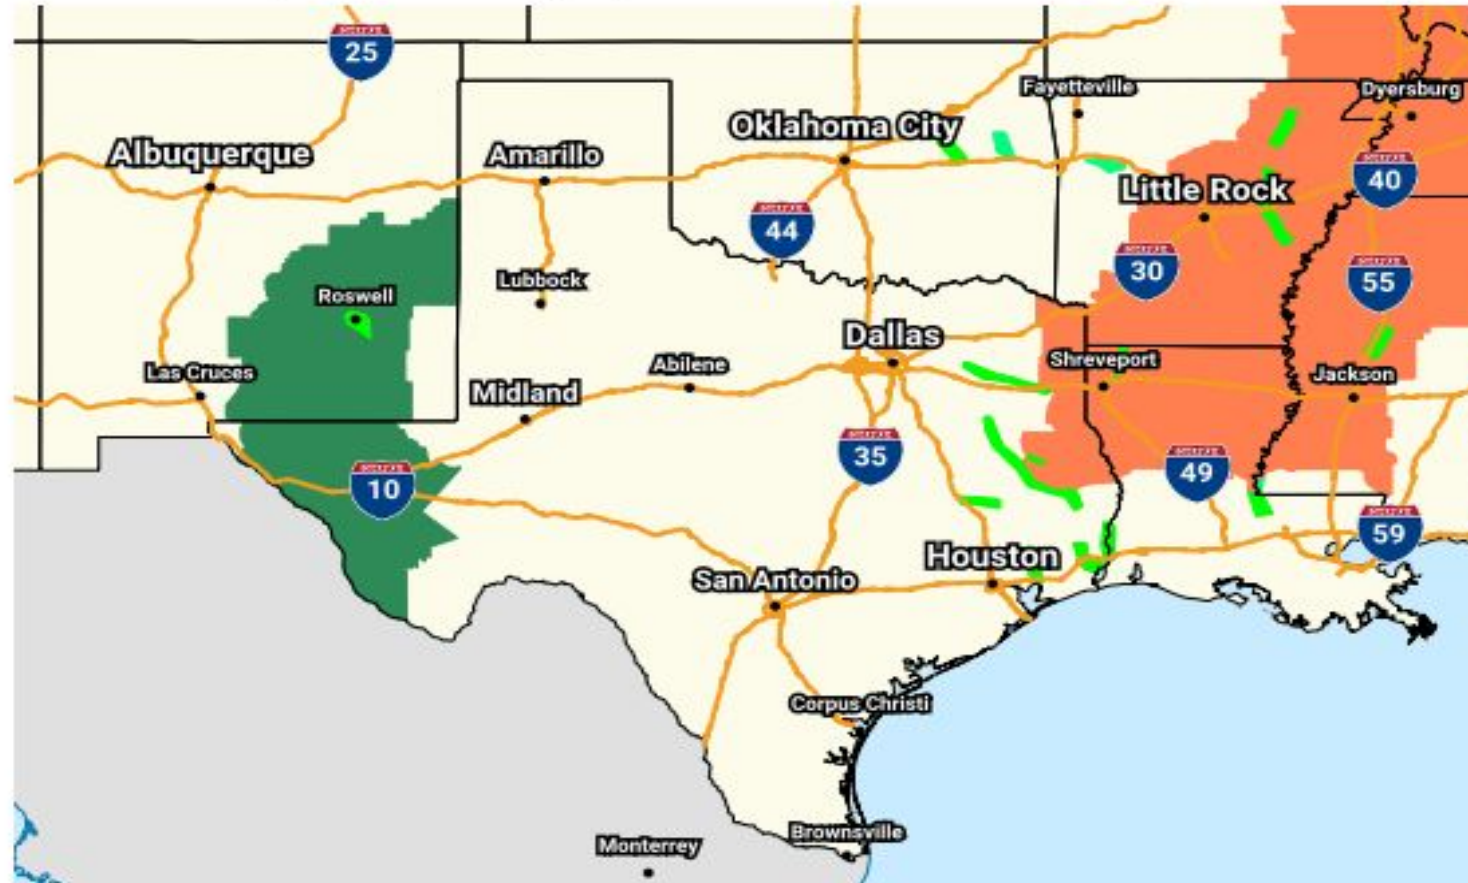 25
Fayetteville
Dyersburg
Oklahoma City
Albuquerque
Amarillo
40
Little Rock
44
30
55
Lubbock
Roswell
Dallas
Shreveport
Abilene
Las Cruces
Jackson
Midland
35
49
10
59
Houston
San Antonio
Corpus Christi
Brownsville
Monterrey